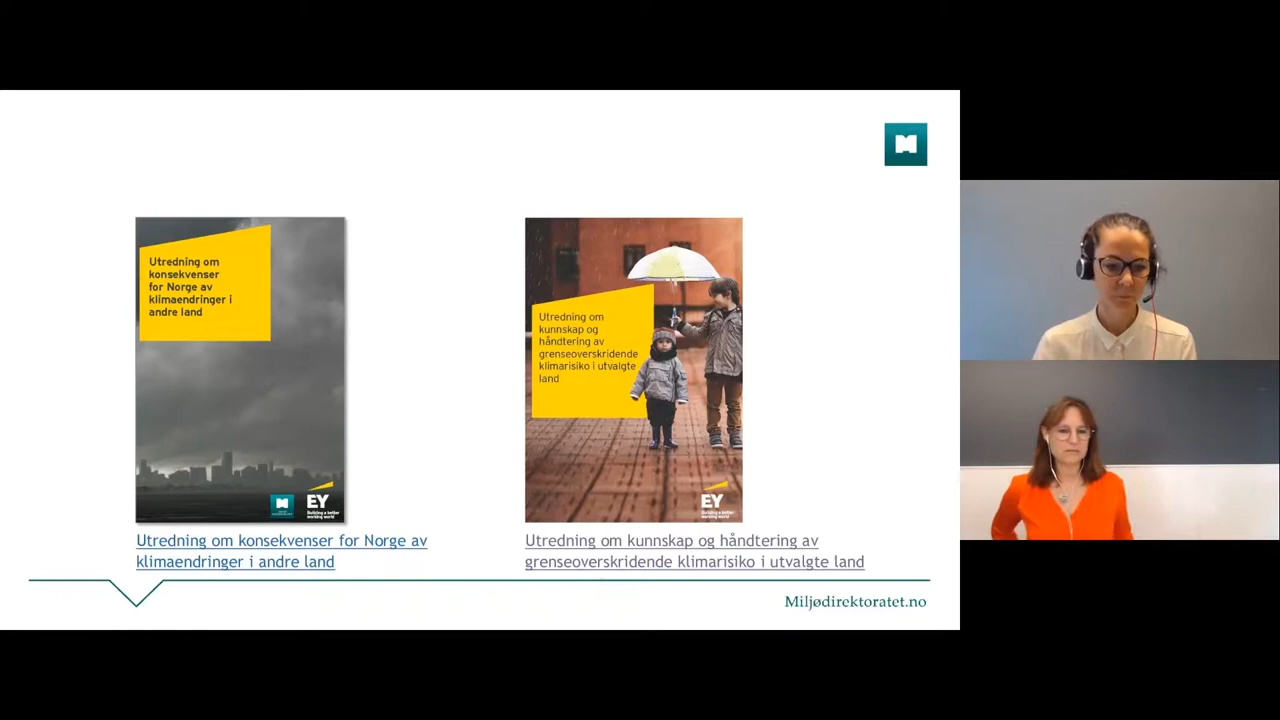 Utredning om
konsekvenser
for Norge av
klimaendringer i
andre land
EY
Building a better
working world
Utredning om konsekvenser for Norge av
klimaendringer i andre land
Utredning om
kunnskap og
håndtering av
grenseoverskridende
klimarisiko i utvalgte
land
EY
Building a better
working world
Utredning om kunnskap og håndtering av
grenseoverskridende klimarisiko i utvalgte land
Miljødirektoratet.no